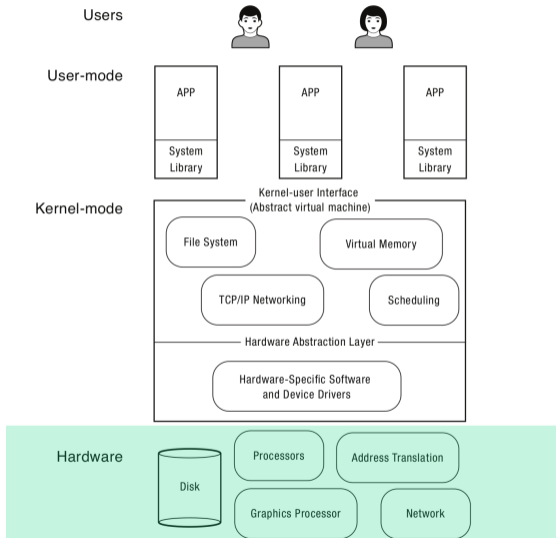 Users
User-mode
APP
APP
APP
System
Library
System
Library
System
Library
Kernel-user Interface
(Abstract virtual machine)
Kernel-mode
File System
Virtual Memory
TCP/IP Networking
Scheduling
Hardware Abstraction Layer
Hardware-Specific Software
and Device Drivers
Hardware
Processors
Address Translation
Disk
Graphics Processor
Network